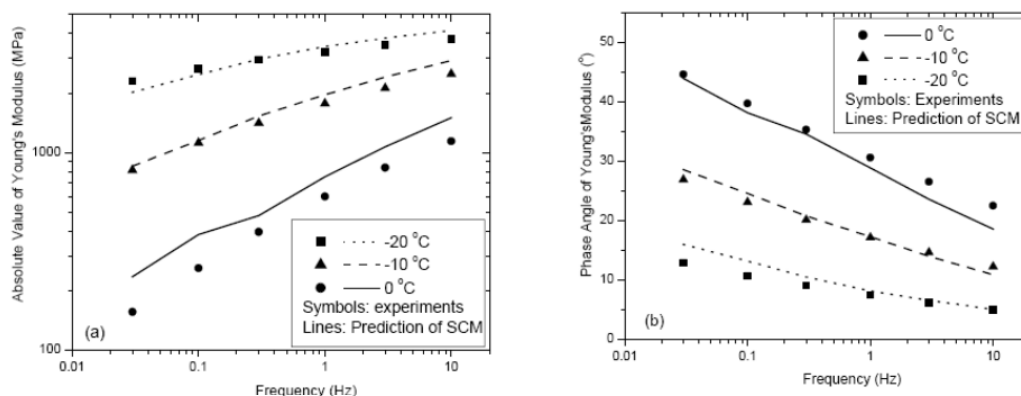 Absolute Value of Young's Modulus (MPa)
1000
100
-20 °C
-10 °C
0 °C
Symbols: experiments
Lines: Prediction of SCM
(a)
0.01
0.1
1
10
Frequency (Hz)
Phase Angle of Young'sModulus (°)
50
40
30
20
10
0
0 °C
-10 °C
-20 °C
Symbols: Experiments
Lines: Prediction of SCM
(b)
0.01
0.1
1
10
Frequency (Hz)